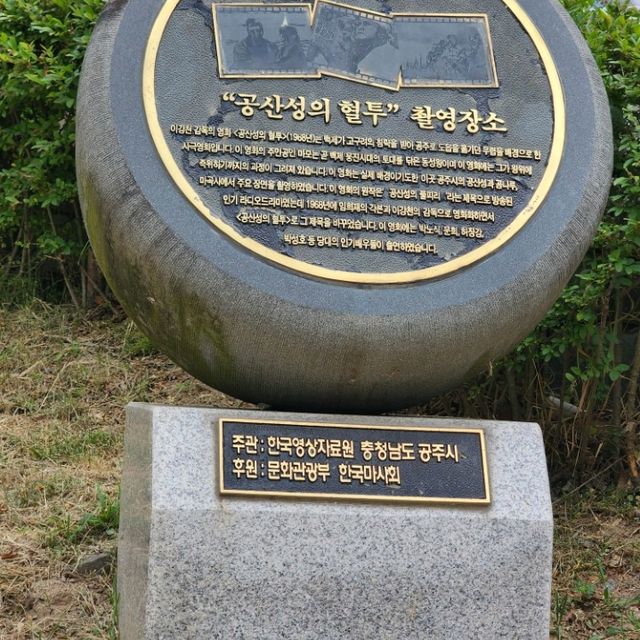 “공산성의 혈투” 촬영장소
이강천 감독의 영화 <공산성의 혈투>(1968년)는 백제가 고구려의 침략을 받아 공주로 도읍을 옮기던 무렵을 배경으로 한
사극영화입니다. 이 영화의 주인공인 마모는 곧 백제 웅진시대의 토대를 닦은 동성왕이며 이 영화에는 그가 왕위에
즉위하기까지의 과정이 그려져 있습니다. 이 영화는 실제 배경이기도한 이곳 공주시의 공산성과 곰나루,
마곡사에서 주요 장면을 촬영하였습니다. 이 영화의 원작은 '공산성의 풀피리' 라는 제목으로 방송된
인기 라디오드라마였는데 1968년에 임희재의 각본과 이강천의 감독으로 영화화하면서
<공산성의 혈투>로 그 제목을 바꾸었습니다. 이 영화에는 박노식, 문희, 허장강,
박성호 등 당대의 인기배우들이 출연하였습니다.
주관 : 한국영상자료원 충청남도 공주시
후원 : 문화관광부 한국마사회